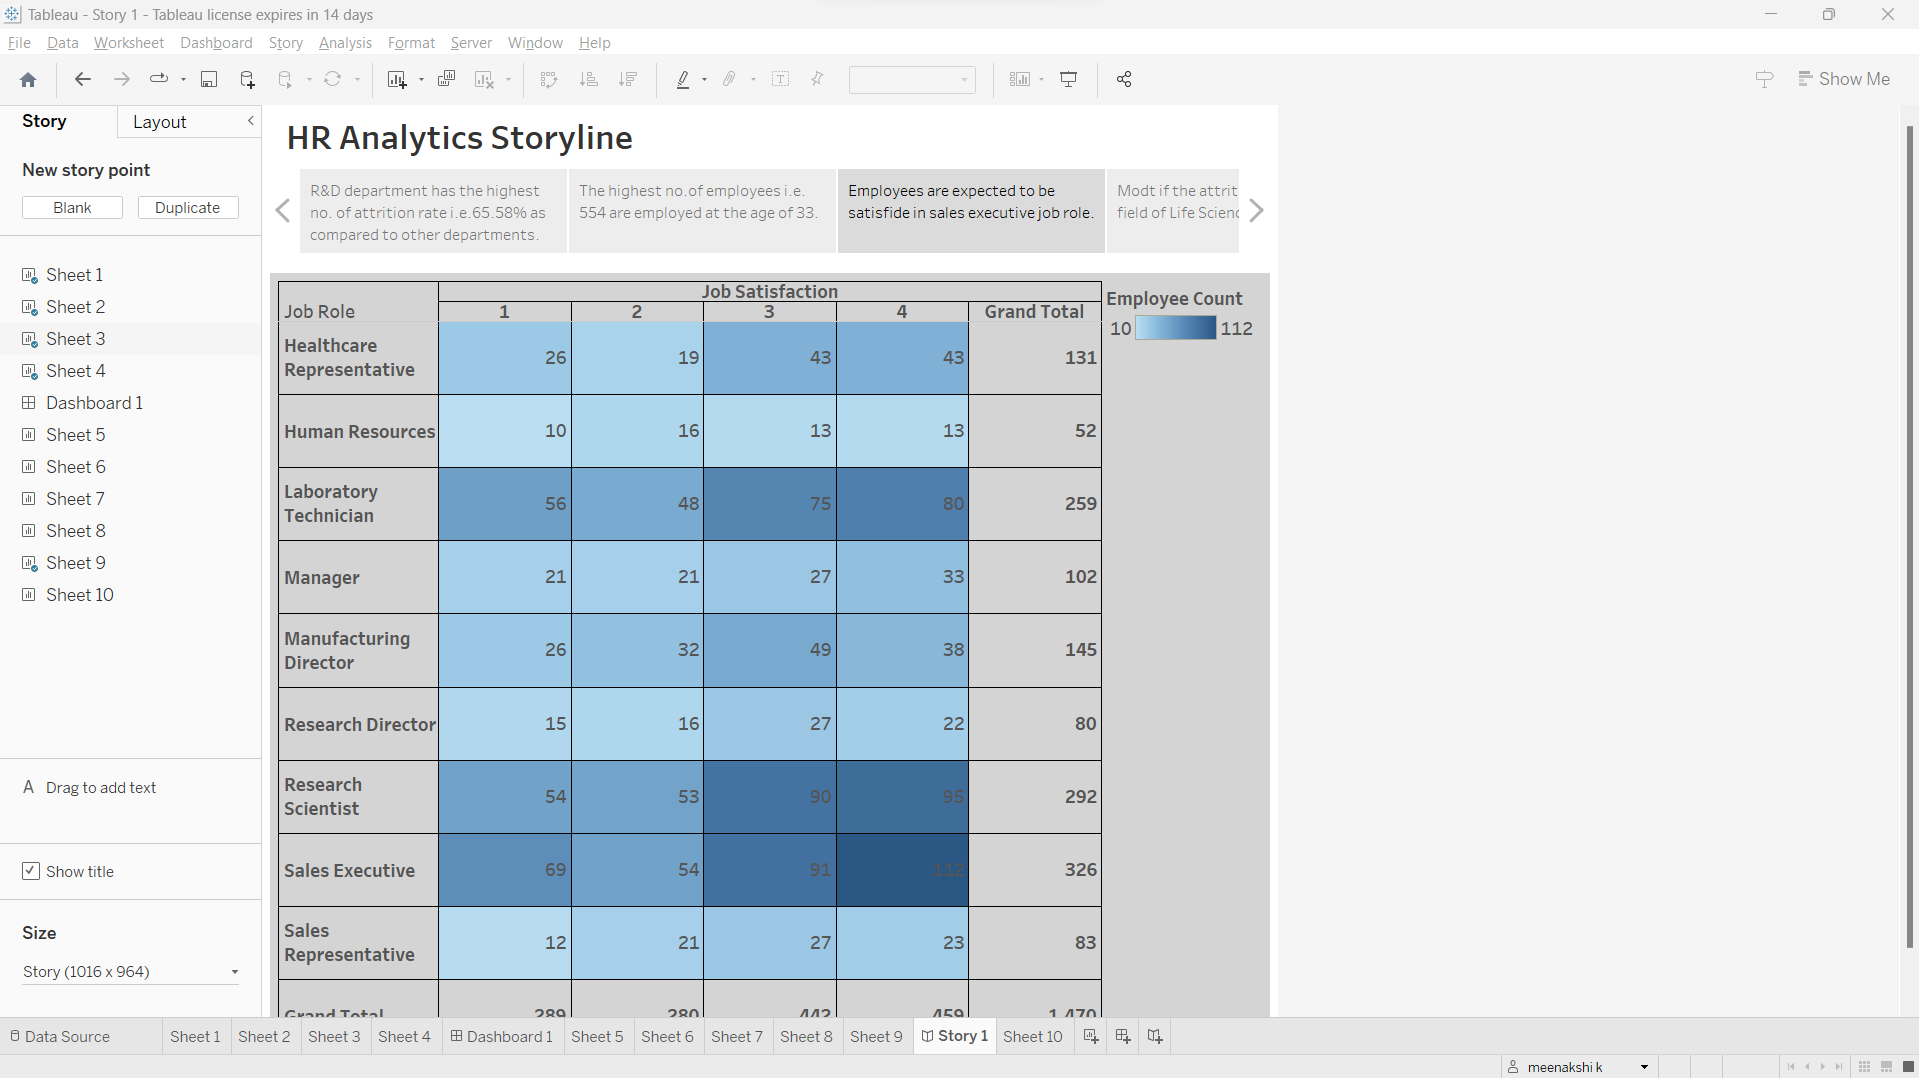 Tableau - Story 1 - Tableau license expires in 14 days
File Data Worksheet Dashboard Story Analysis Format Server Window Help
Show Me
Story Layout
New story point
Blank Duplicate
Sheet 1
Sheet 2
Sheet 3
Sheet 4
Dashboard 1
Sheet 5
Sheet 6
Sheet 7
Sheet 8
Sheet 9
Sheet 10
A Drag to add text
Show title
Size
Story (1016 x 964)
HR Analytics Storyline
R&D department has the highest
no. of attrition rate i.e.65.58% as
compared to other departments.
The highest no.of employees i.e.
554 are employed at the age of 33.
Employees are expected to be
satisfide in sales executive job role.
Modt if the attrit
field of Life Scienc
Job Satisfaction
Job Role 1 2 3 4 Grand Total
Healthcare
Representative 26 19 43 43 131
Human Resources 10 16 13 13 52
Laboratory
Technician 56 48 75 80 259
Manager 21 21 27 33 102
Manufacturing
Director 26 32 49 38 145
Research Director 15 16 27 22 80
Research
Scientist 54 53 90 95 292
Sales Executive 69 54 91 112 326
Sales
Representative 12 21 27 23 83
Grand Total 289 280 442 459 1,470
Employee Count
10 112
Data Source Sheet 1 Sheet 2 Sheet 3 Sheet 4 Dashboard 1 Sheet 5 Sheet 6 Sheet 7 Sheet 8 Sheet 9 Story 1 Sheet 10
meenakshi k